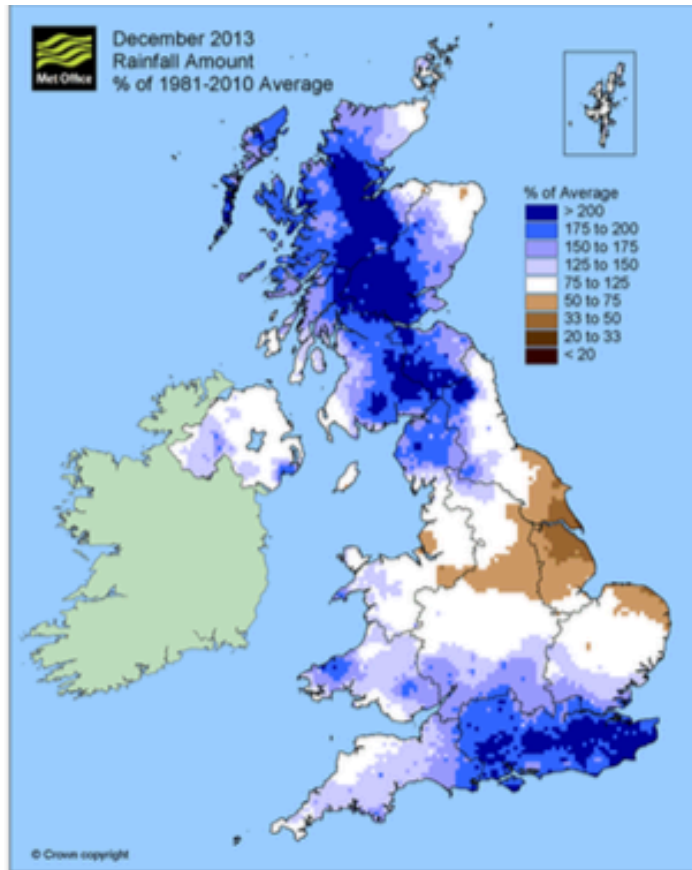 Met Office
December 2013
Rainfall Amount
% of 1981-2010 Average
% of Average
> 200
175 to 200
150 to 175
125 to 150
75 to 125
50 to 75
33 to 50
20 to 33
< 20
© Crown copyright